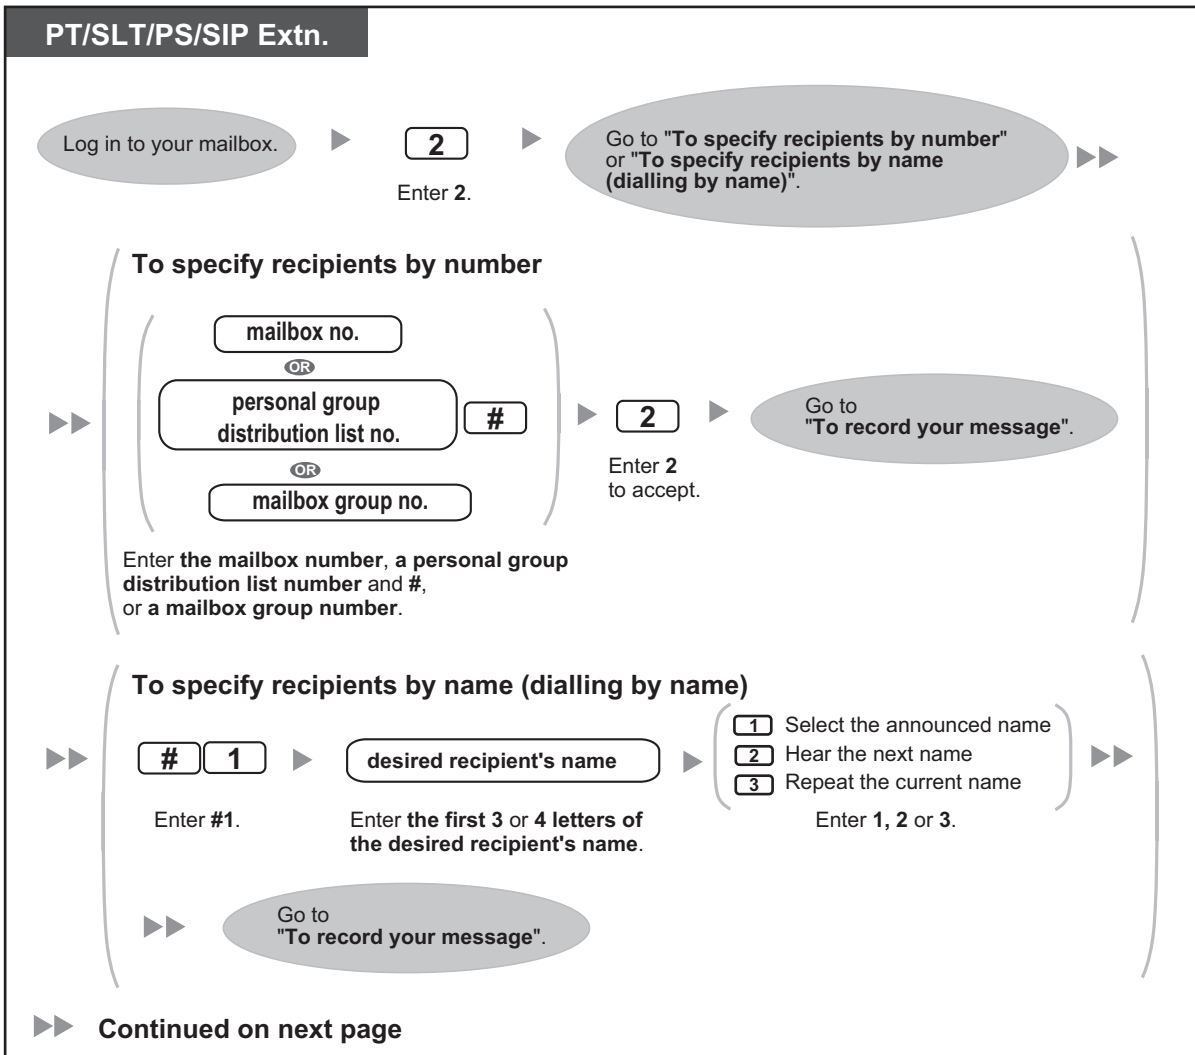 PT/SLT/PS/SIP Extn.
Log in to your mailbox.
2
Enter 2.
Go to "To specify recipients by number"
or "To specify recipients by name
(dialling by name)".
To specify recipients by number
mailbox no.
OR
personal group
distribution list no.
#
OR
mailbox group no.
Enter the mailbox number, a personal group
distribution list number and #,
or a mailbox group number.
2
Enter 2
to accept.
Go to
"To record your message".
To specify recipients by name (dialling by name)
# 1
Enter #1.
desired recipient's name
Enter the first 3 or 4 letters of
the desired recipient's name.
1 Select the announced name
2 Hear the next name
3 Repeat the current name
Enter 1, 2 or 3.
Go to
"To record your message".
Continued on next page